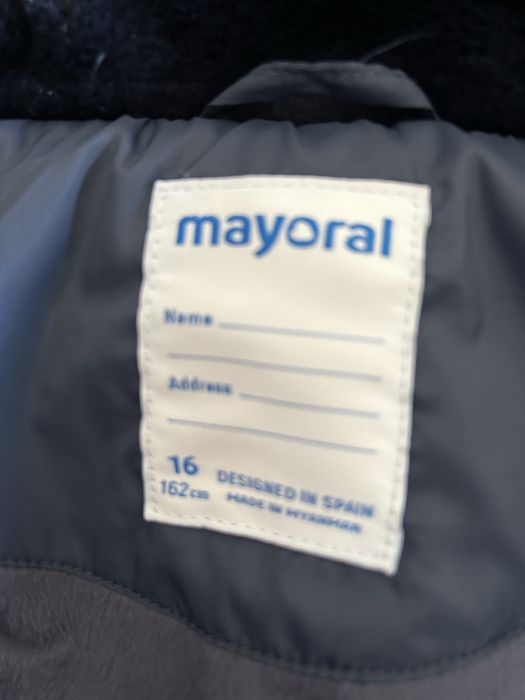 mayoral
Name
Address
16
162cm
DESIGNED IN SPAIN
MADE IN MYANMAR